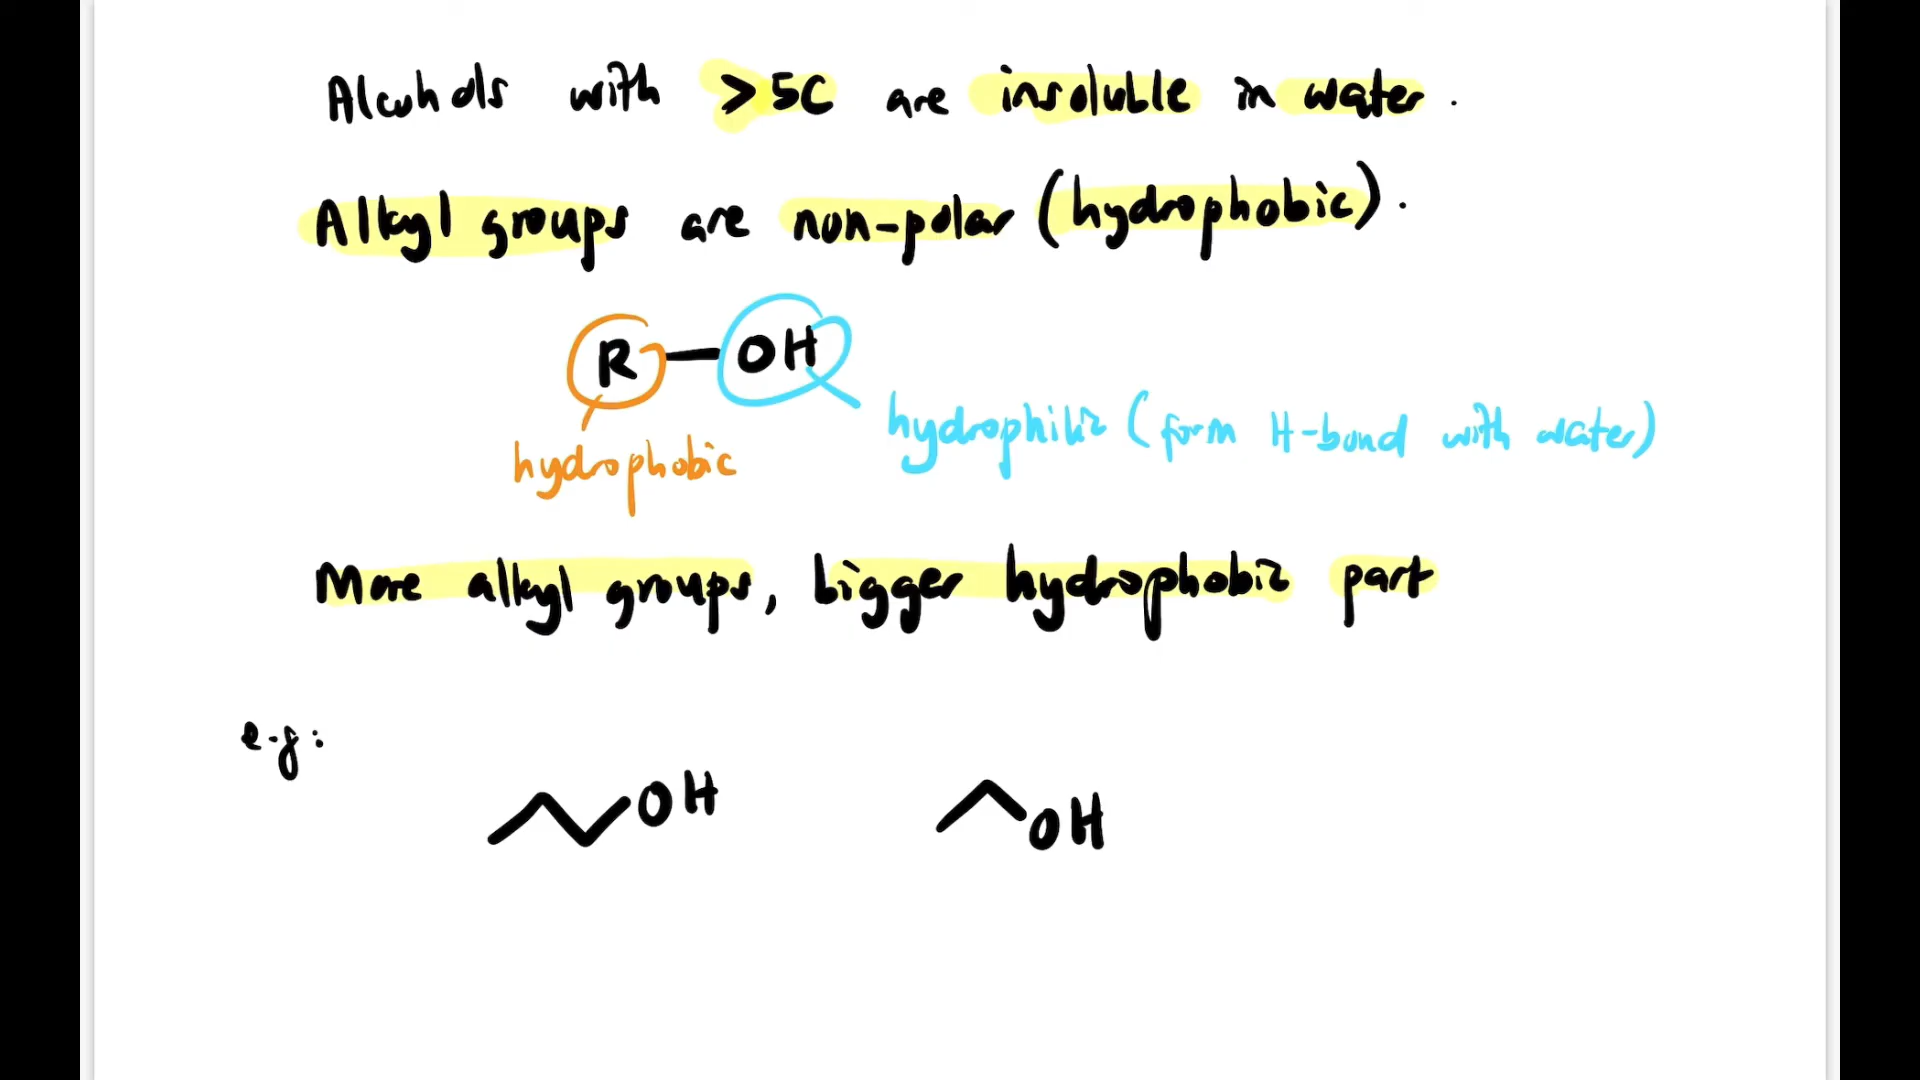 Alcohols with >5C are insoluble in water.
Alkyl groups are non-polar (hydrophobic).
R—OH
hydrophilic (form H-bond with water)
hydrophobic
More alkyl groups, bigger hydrophobic part
e.g:
OH OH